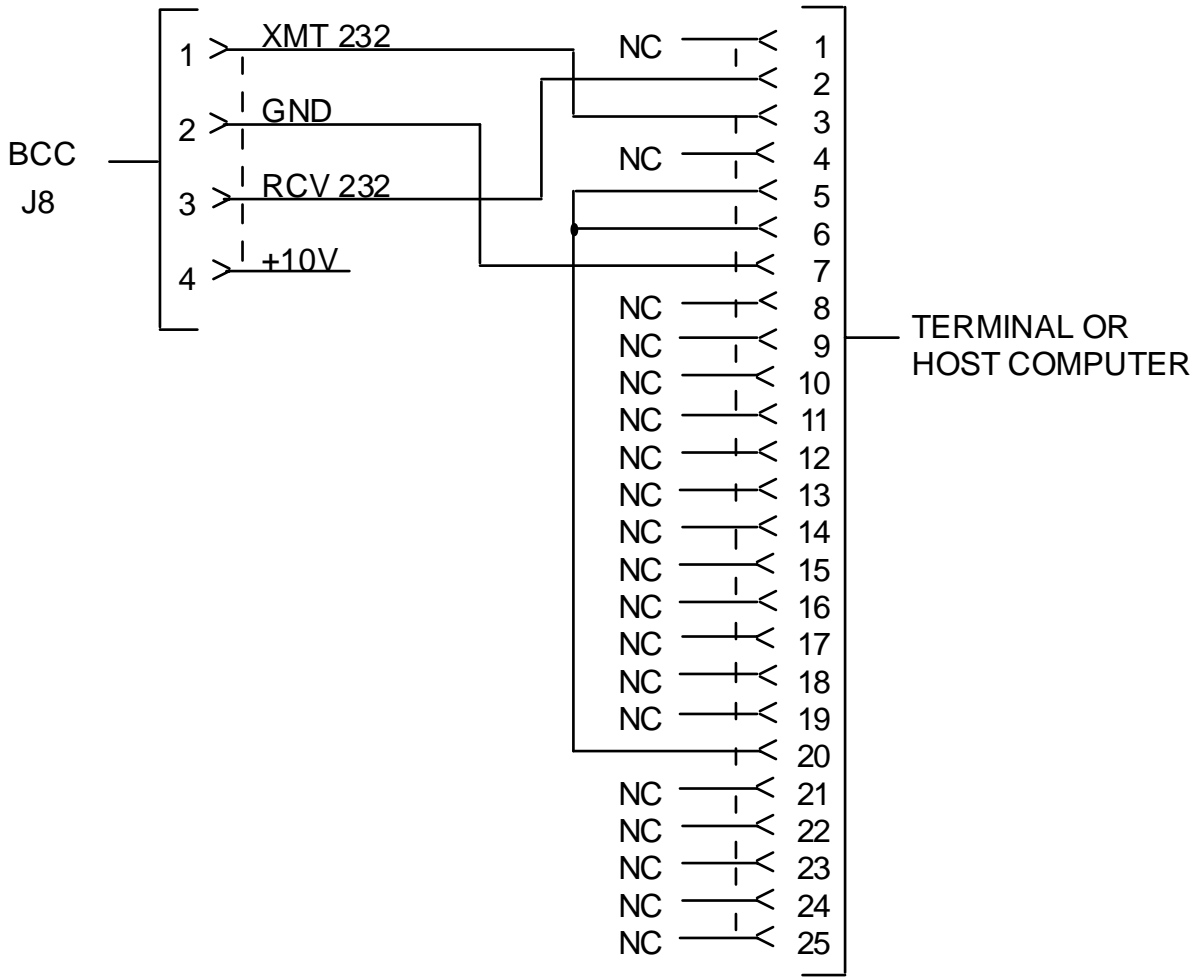 BCC
J8
1 XMT 232
2 GND
3 RCV 232
4 +10V
NC 1
2
3
NC 4
5
6
7
NC 8
NC 9
NC 10
NC 11
NC 12
NC 13
NC 14
NC 15
NC 16
NC 17
NC 18
NC 19
20
NC 21
NC 22
NC 23
NC 24
NC 25
TERMINAL OR
HOST COMPUTER